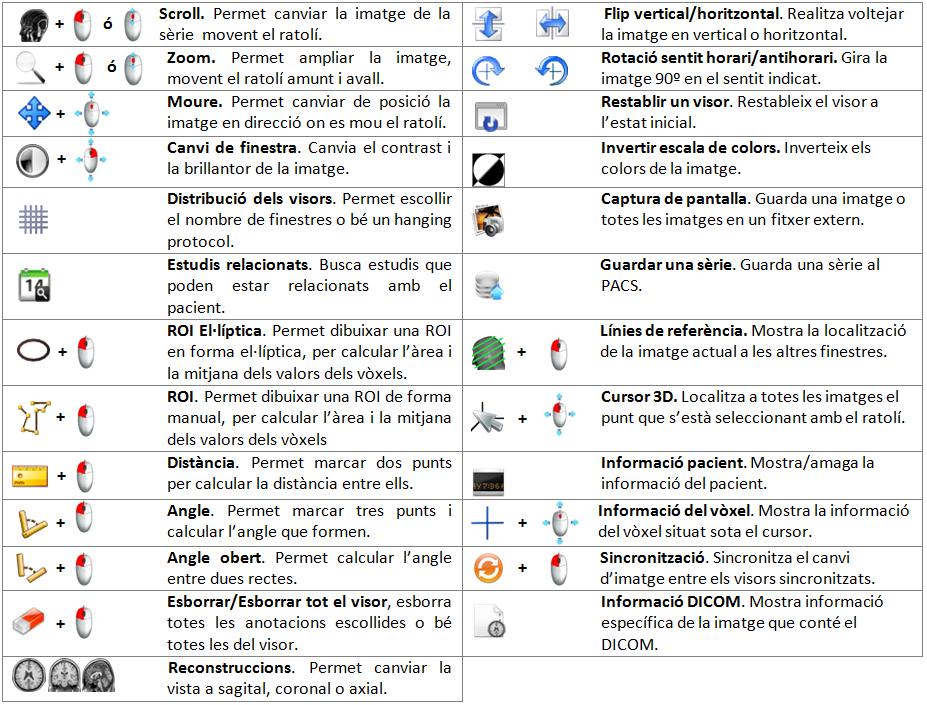 + ó Scroll. Permet canviar la imatge de la
sèrie movent el ratolí.
+ ó Zoom. Permet ampliar la imatge,
movent el ratolí amunt i avall.
+ Moure. Permet canviar de posició la
imatge en direcció on es mou el ratolí.
+ Canvi de finestra. Canvia el contrast i
la brillantor de la imatge.
Distribució dels visors. Permet escollir
el nombre de finestres o bé un hanging
protocol.
14 Estudis relacionats. Busca estudis que
poden estar relacionats amb el
pacient.
+ ROI El·líptica. Permet dibuixar una ROI
en forma el·líptica, per calcular l’àrea i
la mitjana dels valors dels vòxels.
+ ROI. Permet dibuixar una ROI de forma
manual, per calcular l’àrea i la mitjana
dels valors dels vòxels
+ Distància. Permet marcar dos punts
per calcular la distància entre ells.
+ Angle. Permet marcar tres punts i
calcular l’angle que formen.
+ Angle obert. Permet calcular l’angle
entre dues rectes.
+ Esborrar/Esborrar tot el visor, esborra
totes les anotacions escollides o bé
totes les del visor.
Reconstruccions. Permet canviar la
vista a sagital, coronal o axial.
Flip vertical/horitzontal. Realitza voltejar
la imatge en vertical o horitzontal.
Rotació sentit horari/antihorari. Gira la
imatge 90º en el sentit indicat.
Restablir un visor. Restableix el visor a
l’estat inicial.
Invertir escala de colors. Inverteix els
colors de la imatge.
Captura de pantalla. Guarda una imatge o
totes les imatges en un fitxer extern.
Guardar una sèrie. Guarda una sèrie al
PACS.
+ Línies de referència. Mostra la localització
de la imatge actual a les altres finestres.
+ Cursor 3D. Localitza a totes les imatges el
punt que s’està seleccionant amb el ratolí.
Informació pacient. Mostra/amaga la
informació del pacient.
+ Informació del vòxel. Mostra la informació
del vòxel situat sota el cursor.
+ Sincronització. Sincronitza el canvi
d’imatge entre els visors sincronitzats.
Informació DICOM. Mostra informació
específica de la imatge que conté el
DICOM.